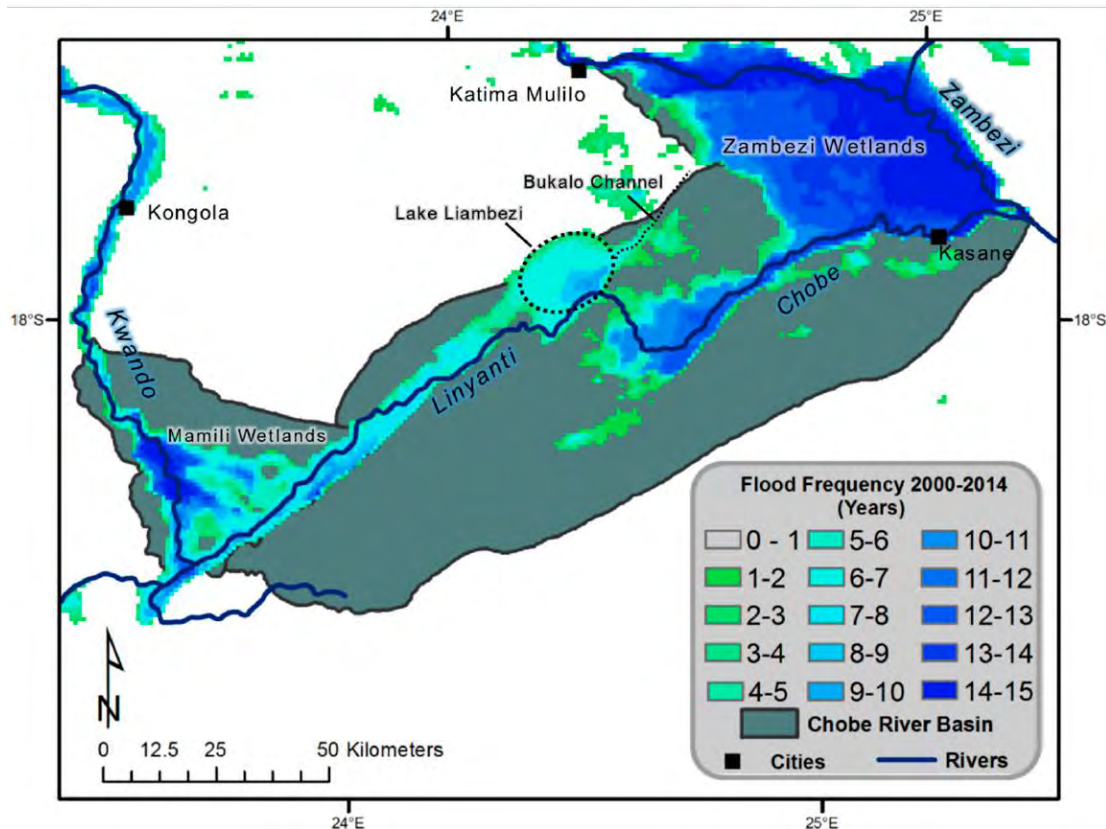 24°E
25°E
Katima Mulilo
Zambezi
Zambezi Wetlands
Bukalo Channel
Kongola
Lake Liambezi
Kasane
Chobe
18°S
18°S
Kwando
Linyanti
Mamili Wetlands
Flood Frequency 2000-2014
(Years)
0 - 1
5-6
10-11
1-2
6-7
11-12
2-3
7-8
12-13
3-4
8-9
13-14
4-5
9-10
14-15
Chobe River Basin
Cities
Rivers
N
0 12.5 25 50 Kilometers
24°E
25°E